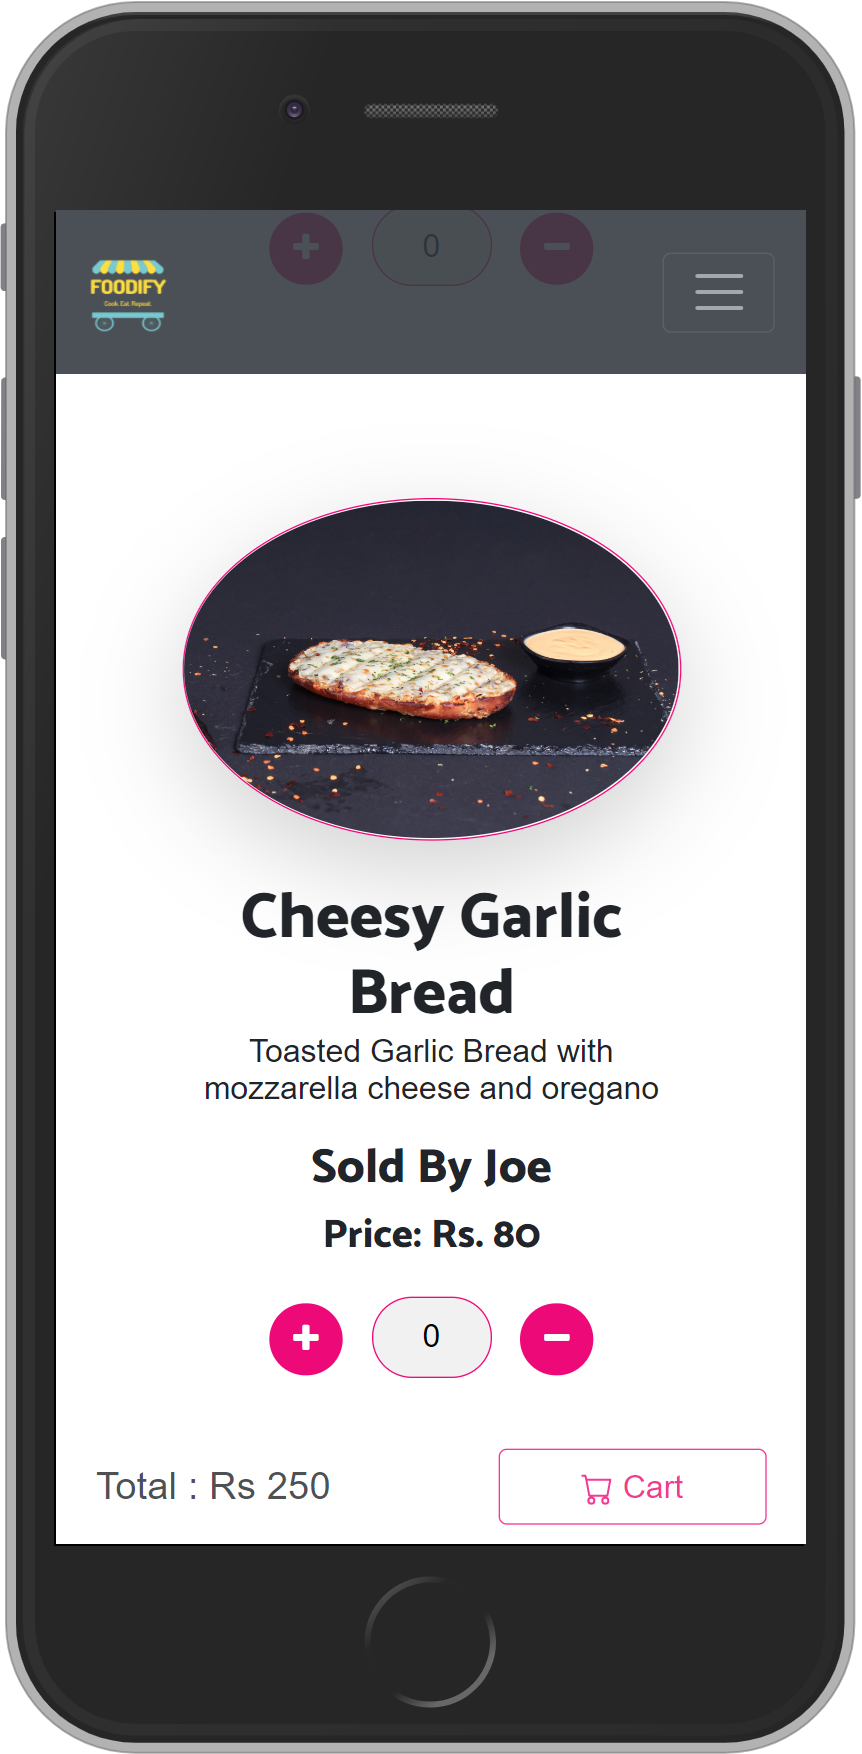 0
FOODIFY
Cook. Eat. Repeat.
Cheesy Garlic
Bread
Toasted Garlic Bread with
mozzarella cheese and oregano
Sold By Joe
Price: Rs. 80
0
Total : Rs 250
Cart